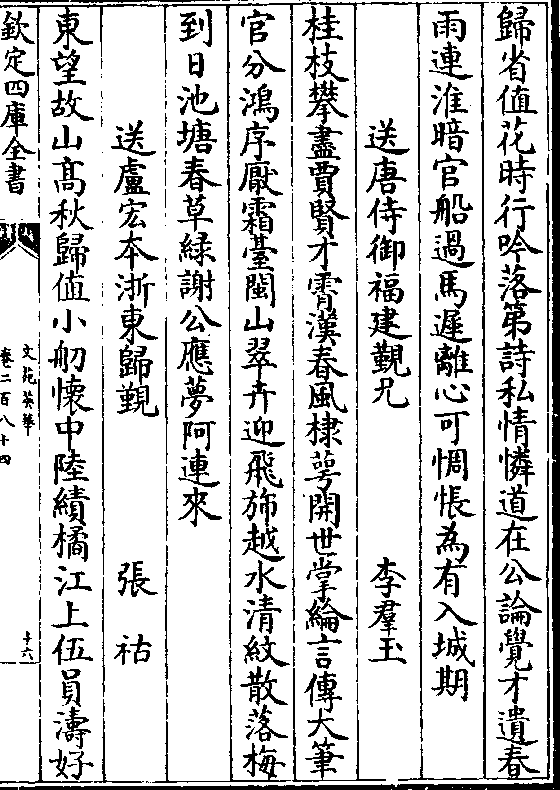 歸省值花時行吟落第詩私情憐道在公論覺才遺春
雨連淮暗官船過馬遲離心可惆悵為有入城期
送唐侍御福建覲兄 李羣玉
桂枝攀盡賈賢才霄漢春風棣萼開世掌綸言傳大筆
官分鴻序厭霜臺閩山翠卉迎飛斾越水清紋散落梅
到日池塘春草緑謝公應夢阿連來
送盧宏本浙東歸覲 張祜
東望故山髙秋歸值小舠懷中陸績橘江上伍員濤好
欽定四庫全書
文苑英華
卷二百八十四
十六